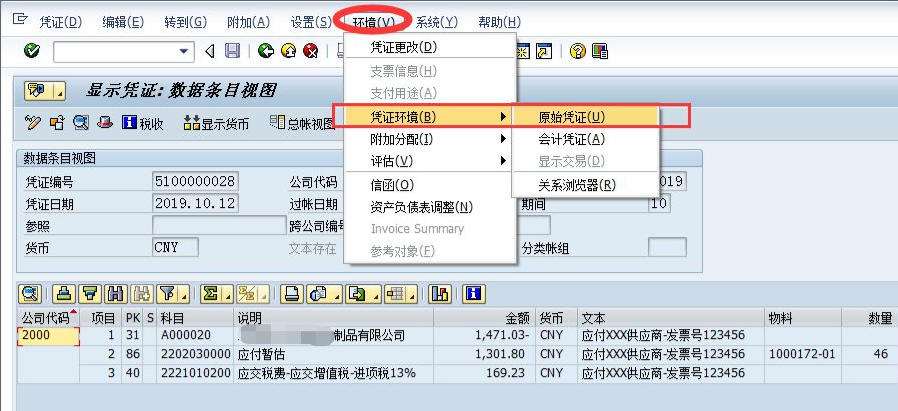 凭证(D) 编辑(E) 转到(G) 附加(A) 设置(S) 环境(V) 系统(Y) 帮助(H)
凭证更改(D)
显示凭证: 数据条目视图
支票信息(H)
支付用途(A)
凭证环境(B) 原始凭证(U)
税收 显示货币 总帐视图
附加分配(I) 会计凭证(A)
数据条目视图
评估(V) 显示交易(D)
凭证编号 5100000028 公司代码 信函(O) 关系浏览器(R) 019
凭证日期 2019.10.12 过帐日期 资产负债表调整(N) 期间 10
参照 跨公司编号 Invoice Summary
货币 CNY 文本存在 参考对象(F) 分类帐组
公司代码 项目 PK S 科目 说明 金额 货币 文本 物料 数量
2000 1 31 A000020 制品有限公司 1,471.03- CNY 应付XXX供应商-发票号123456
2 86 2202030000 应付暂估 1,301.80 CNY 应付XXX供应商-发票号123456 1000172-01 46
3 40 2221010200 应交税费-应交增值税-进项税13% 169.23 CNY 应付XXX供应商-发票号123456